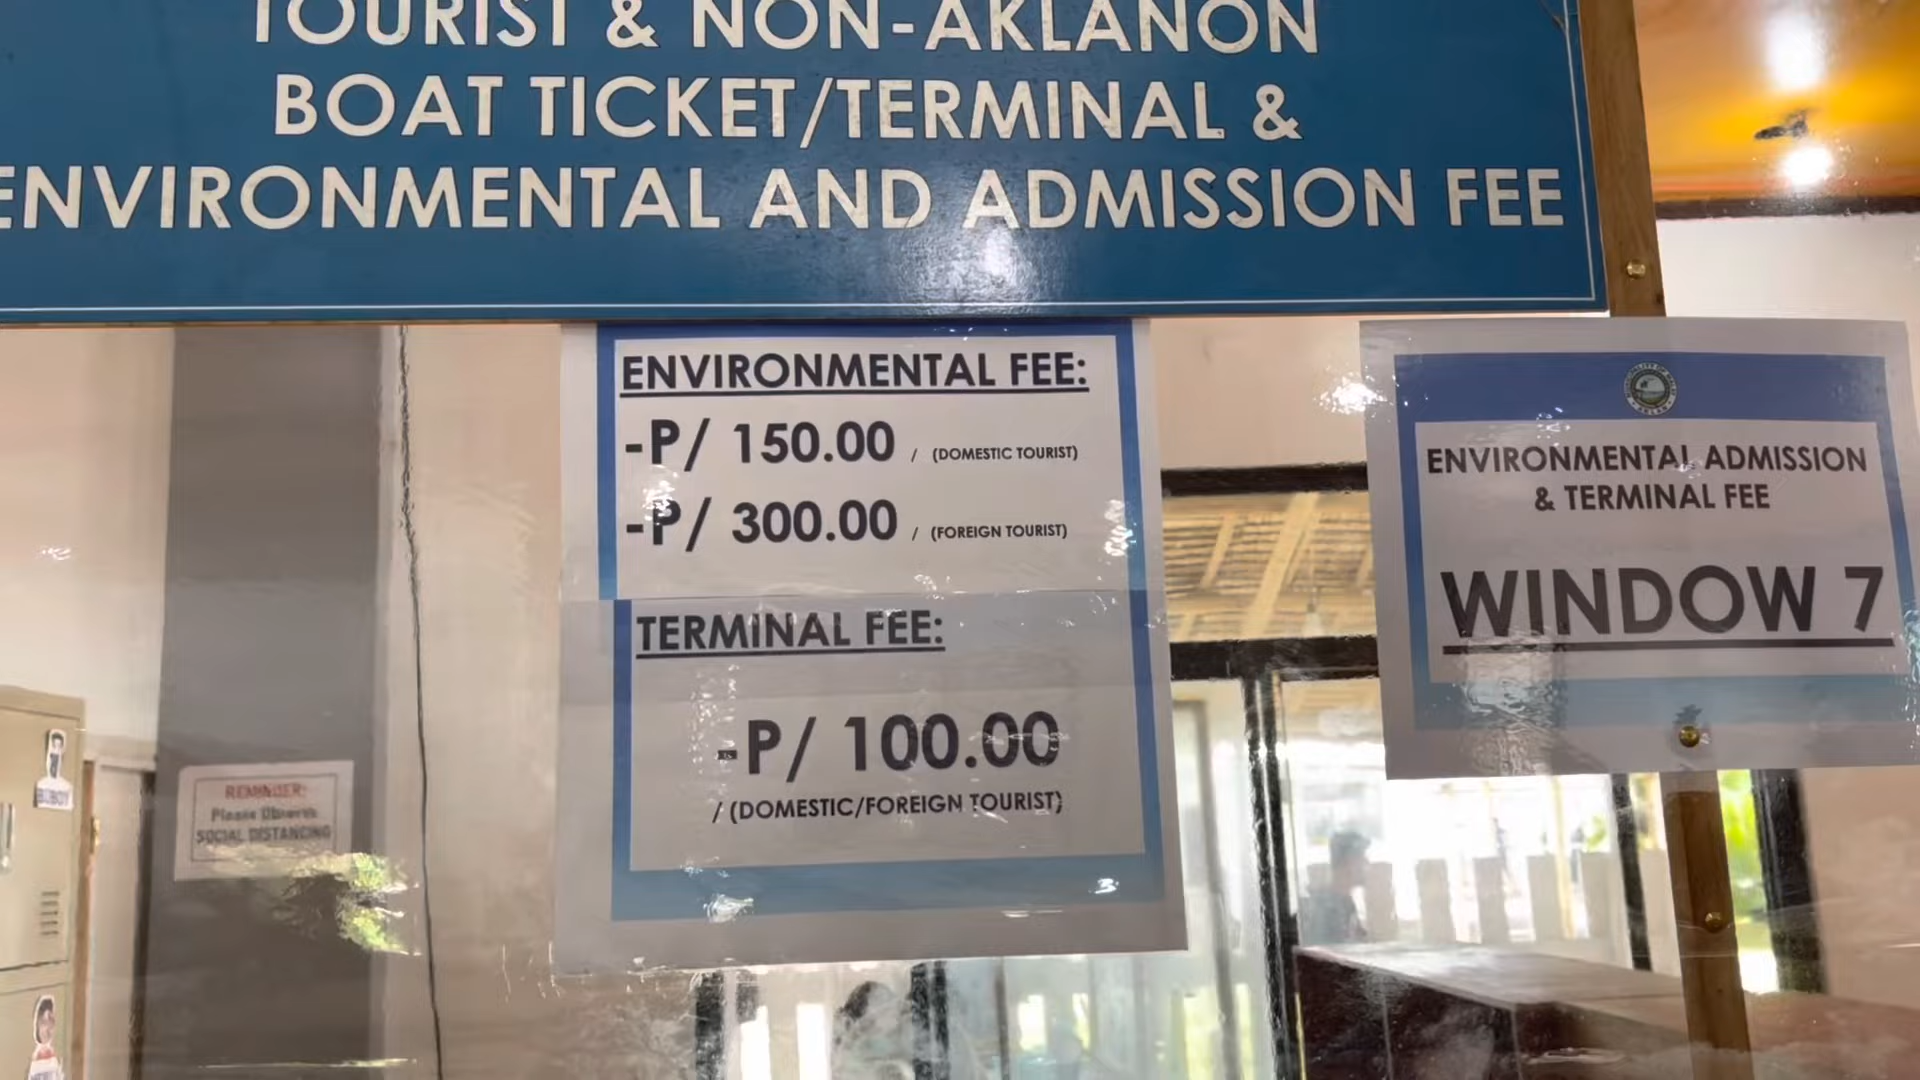 TOURIST & NON-AKLANON
BOAT TICKET/TERMINAL &
ENVIRONMENTAL AND ADMISSION FEE
ENVIRONMENTAL FEE:
-P/ 150.00 / (DOMESTIC TOURIST)
-P/ 300.00 / (FOREIGN TOURIST)
TERMINAL FEE:
-P/ 100.00
/ (DOMESTIC/FOREIGN TOURIST)
ENVIRONMENTAL ADMISSION
& TERMINAL FEE
WINDOW 7
REMINDER:
Please Observe
SOCIAL DISTANCING